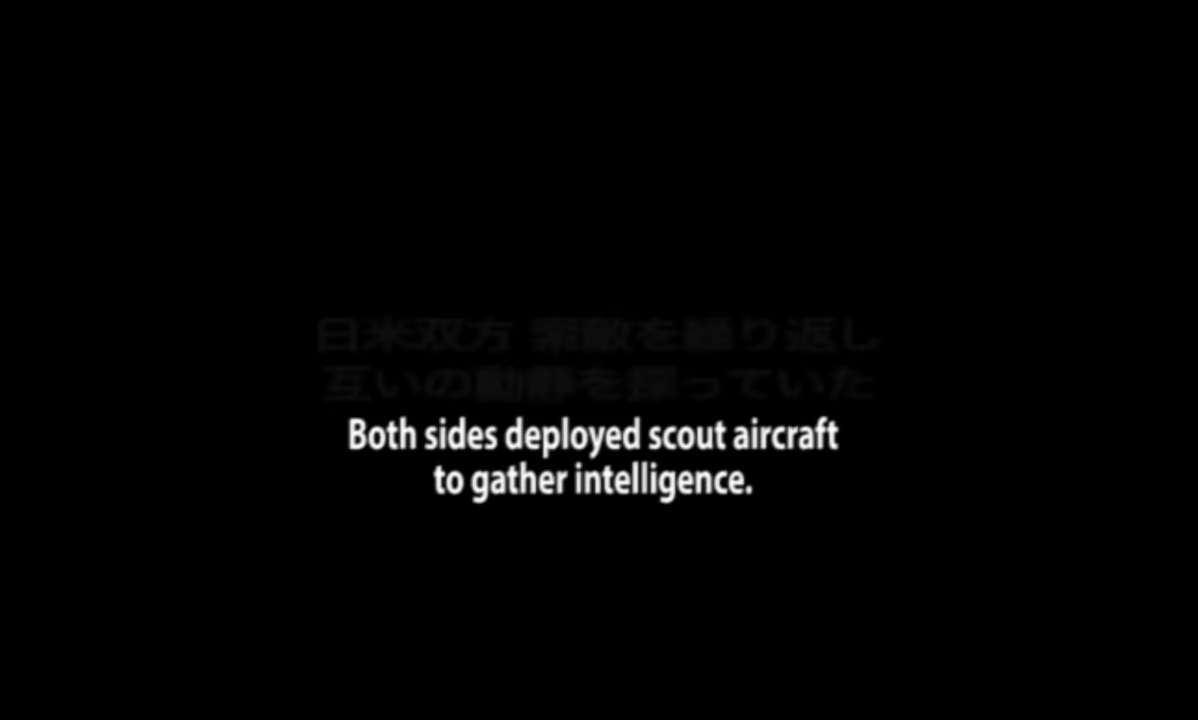 日米双方 索敵を繰り返し
互いの動静を探っていた
Both sides deployed scout aircraft
to gather intelligence.